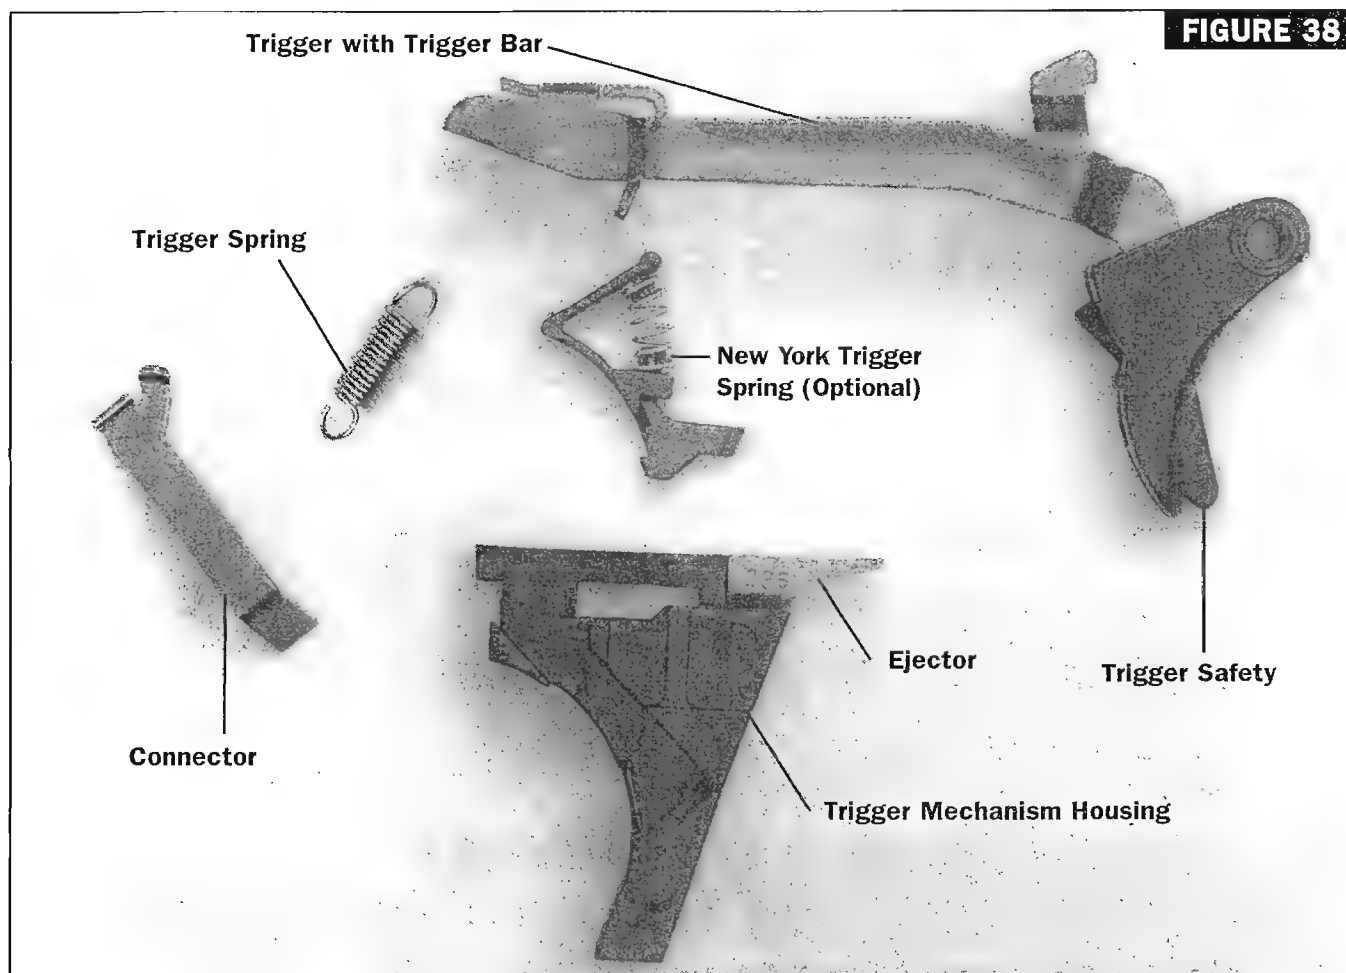 FIGURE 38
Trigger with Trigger Bar
Trigger Spring
New York Trigger
Spring (Optional)
Ejector
Trigger Safety
Connector
Trigger Mechanism Housing